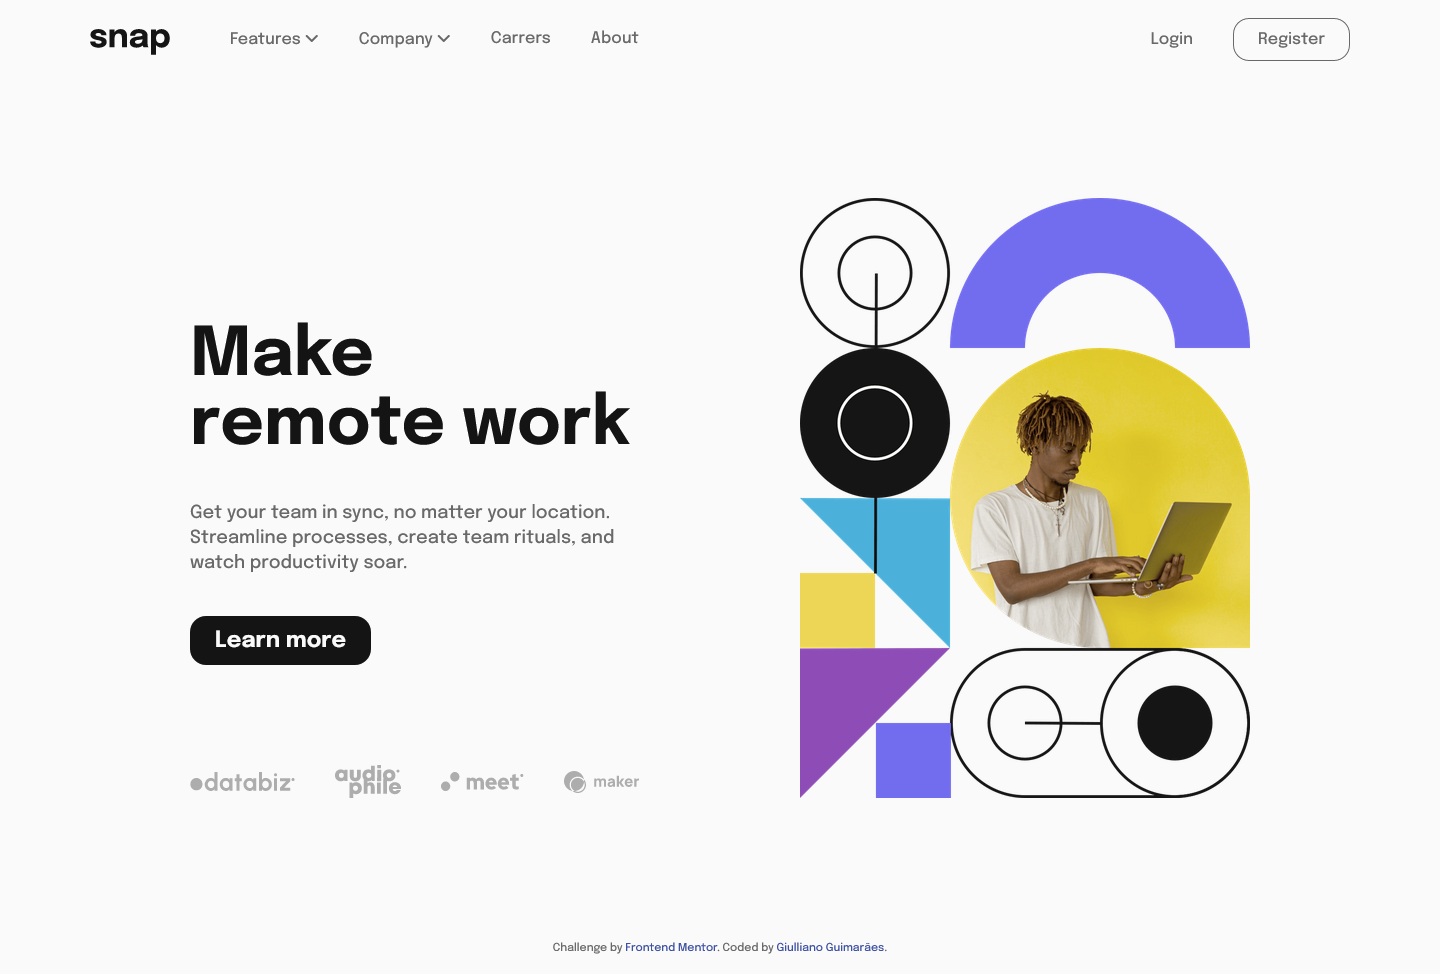 snap Features Company Carrers About Login Register
Make
remote work
Get your team in sync, no matter your location.
Streamline processes, create team rituals, and
watch productivity soar.
Learn more
databiz audiophile meet maker
Challenge by Frontend Mentor. Coded by Giulliano Guimarães.